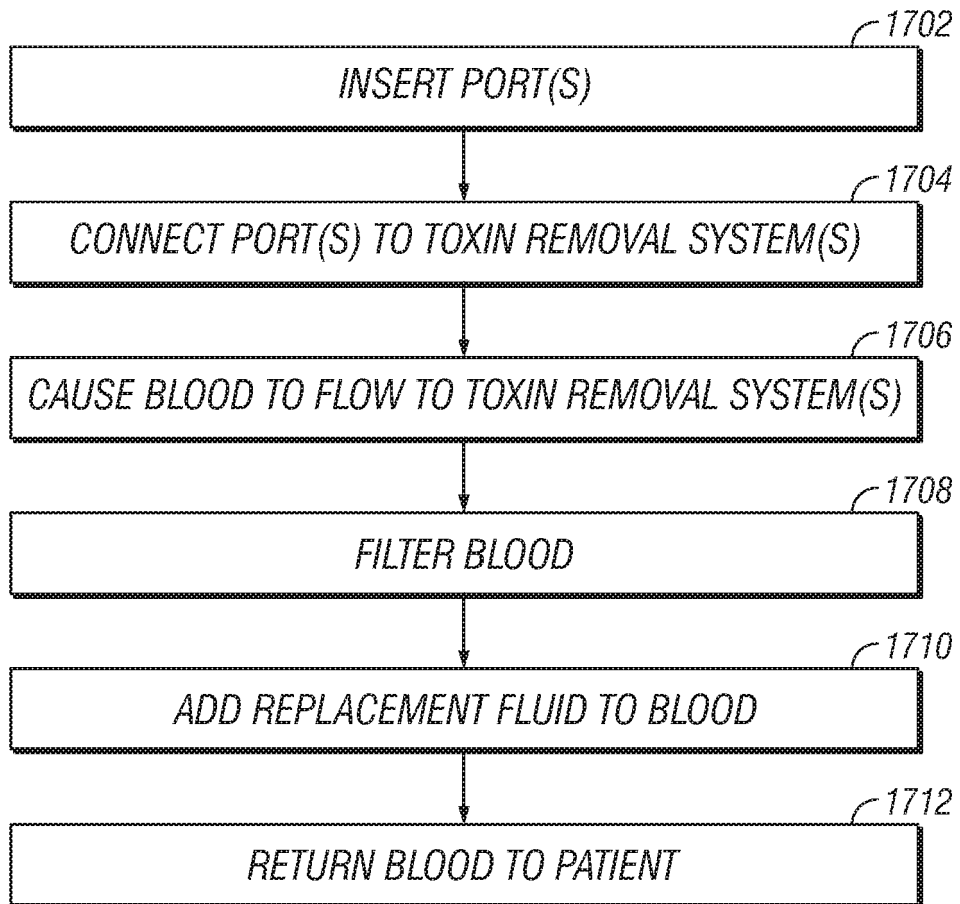 1702
INSERT PORT(S)
1704
CONNECT PORT(S) TO TOXIN REMOVAL SYSTEM(S)
1706
CAUSE BLOOD TO FLOW TO TOXIN REMOVAL SYSTEM(S)
1708
FILTER BLOOD
1710
ADD REPLACEMENT FLUID TO BLOOD
1712
RETURN BLOOD TO PATIENT